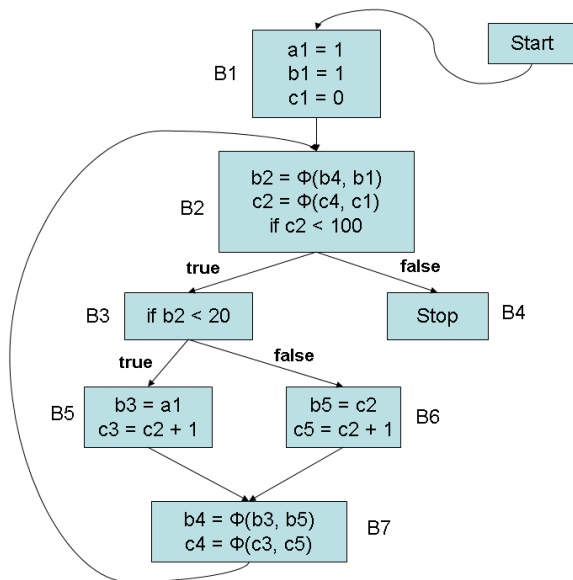 Start
B1
a1 = 1
b1 = 1
c1 = 0
B2
b2 = Φ(b4, b1)
c2 = Φ(c4, c1)
if c2 < 100
true
false
B3
if b2 < 20
Stop
B4
true
false
B5
b3 = a1
c3 = c2 + 1
b5 = c2
c5 = c2 + 1
B6
b4 = Φ(b3, b5)
c4 = Φ(c3, c5)
B7